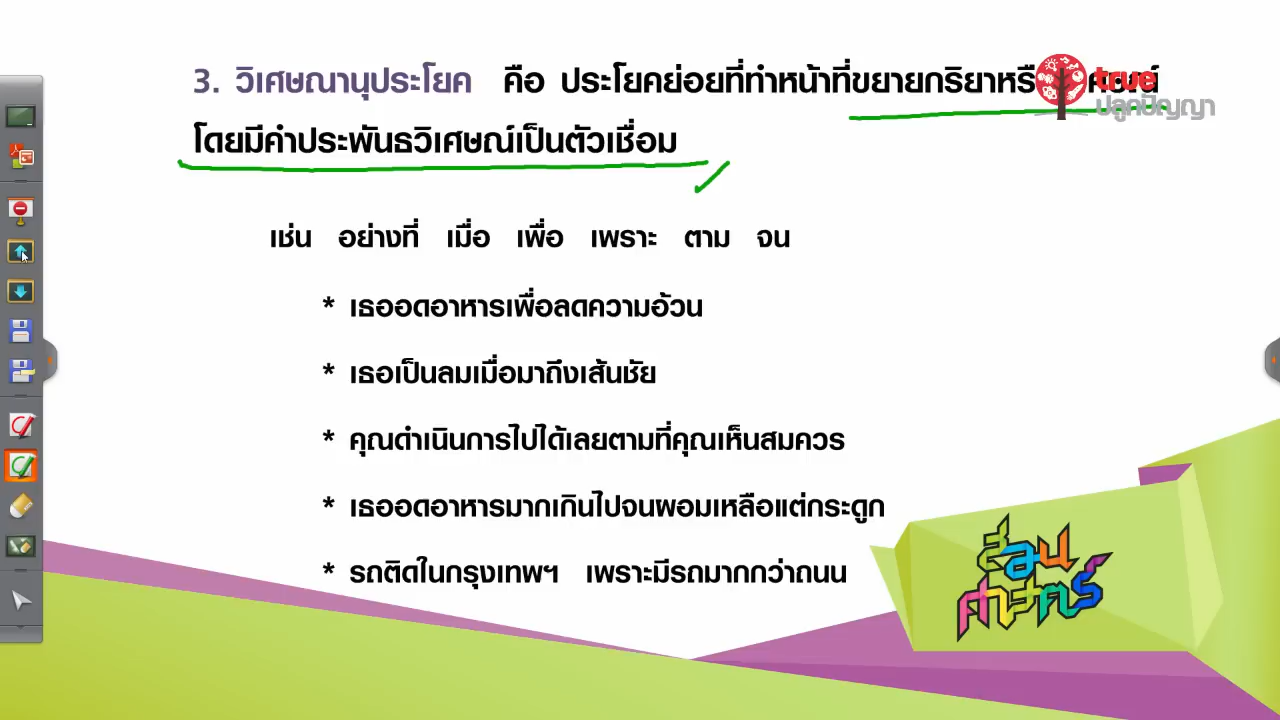 3. วิเศษณานุประโยค คือ ประโยคย่อยที่ทำหน้าที่ขยายกริยาหรือ
true
ปลูกปัญญา
โดยมีคำประพันธวิเศษณ์เป็นตัวเชื่อม
เช่น อย่างที่ เมื่อ เพื่อ เพราะ ตาม จน
* เธออดอาหารเพื่อลดความอ้วน
* เธอเป็นลมเมื่อมาถึงเส้นชัย
* คุณดำเนินการไปได้เลยตามที่คุณเห็นสมควร
* เธออดอาหารมากเกินไปจนผอมเหลือแต่กระดูก
* รถติดในกรุงเทพฯ เพราะมีรถมากกว่าถนน
สอน
ศาสตร์